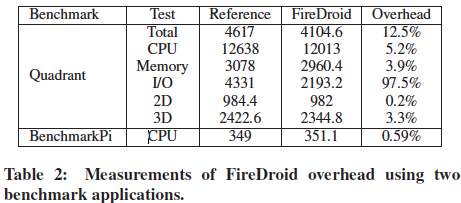 Benchmark Test Reference FireDroid Overhead
Quadrant
Total 4617 4104.6 12.5%
CPU 12638 12013 5.2%
Memory 3078 2960.4 3.9%
I/O 4331 2193.2 97.5%
2D 984.4 982 0.2%
3D 2422.6 2344.8 3.3%
BenchmarkPi CPU 349 351.1 0.59%
Table 2: Measurements of FireDroid overhead using two
benchmark applications.